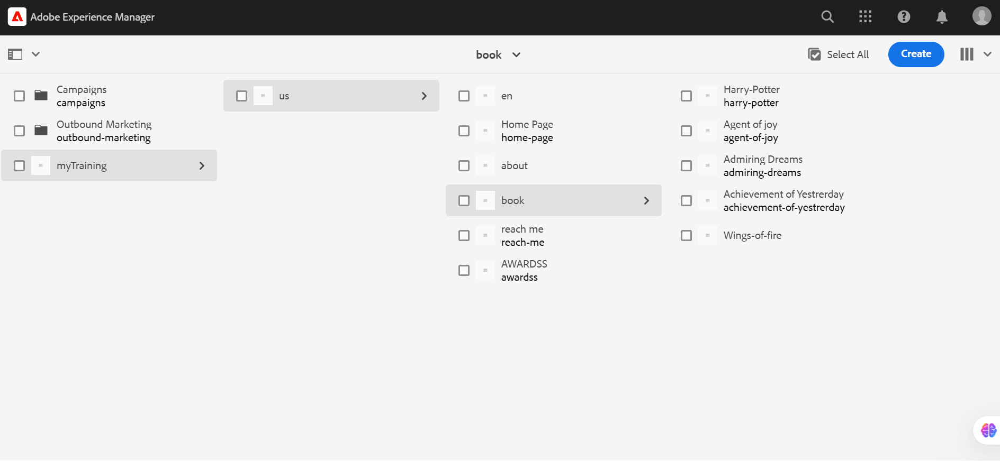 Adobe Experience Manager
book
Select All
Create
Campaigns
campaigns
Outbound Marketing
outbound-marketing
myTraining
us
en
Home Page
home-page
about
book
reach me
reach-me
AWARDSS
awardss
Harry-Potter
harry-potter
Agent of joy
agent-of-joy
Admiring Dreams
admiring-dreams
Achievement of Yestrerday
achievement-of-yestrerday
Wings-of-fire